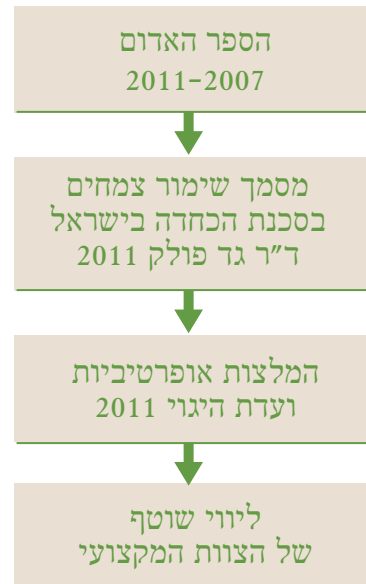 הספר האדום
2011-2007
מסמך שימור צמחים
בסכנת הכחדה בישראל
ד"ר גד פולק 2011
המלצות אופרטיביות
ועדת היגוי 2011
ליווי שוטף
של הצוות המקצועי